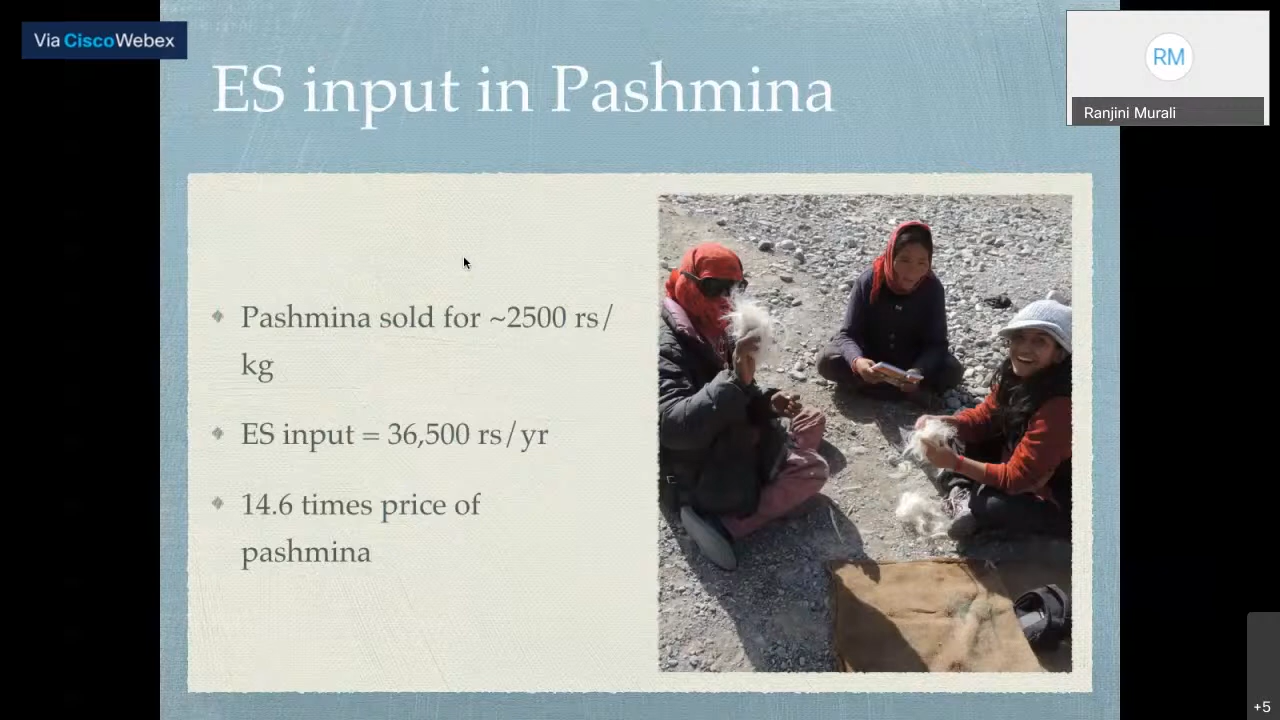 Via CiscoWebex
ES input in Pashmina
RM
Ranjini Murali
Pashmina sold for ~2500 rs/
kg
ES input = 36,500 rs/yr
14.6 times price of
pashmina
+5